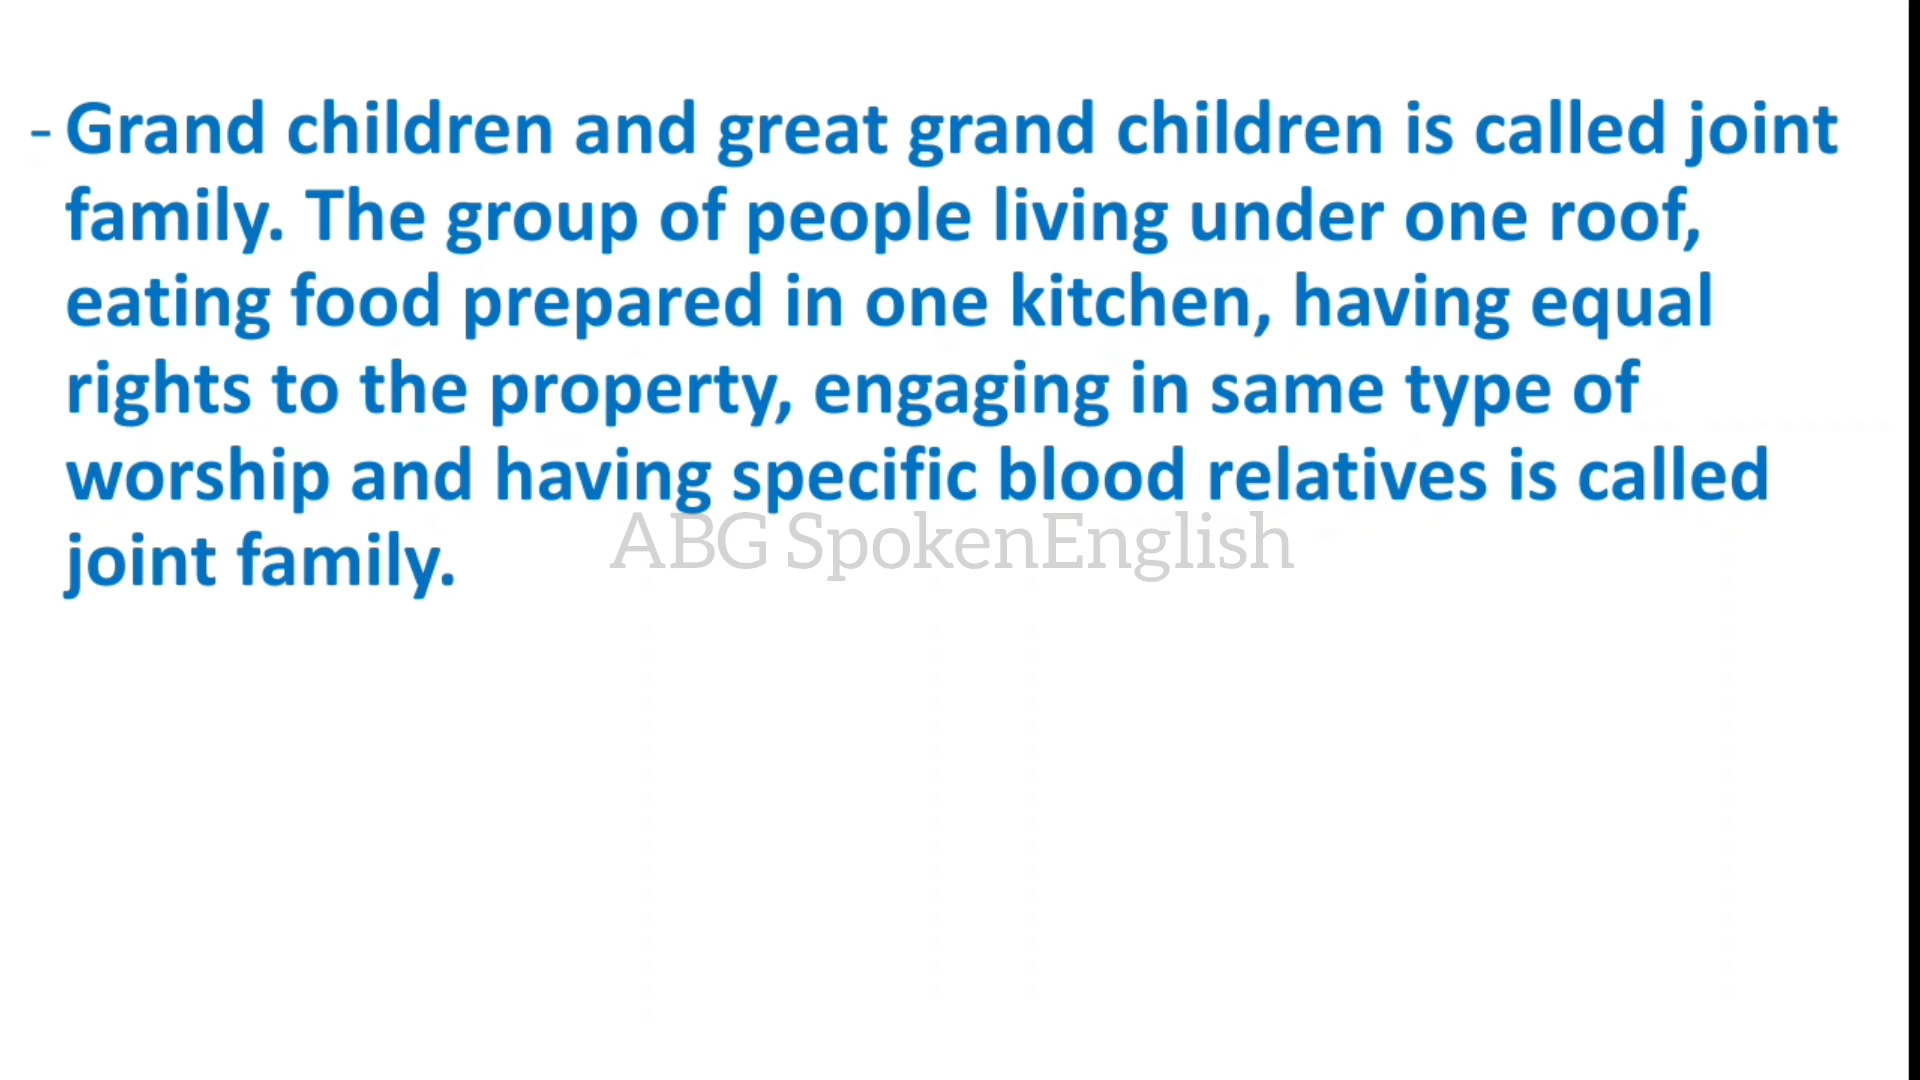 - Grand children and great grand children is called joint
family. The group of people living under one roof,
eating food prepared in one kitchen, having equal
rights to the property, engaging in same type of
worship and having specific blood relatives is called
joint family.
ABG SpokenEnglish